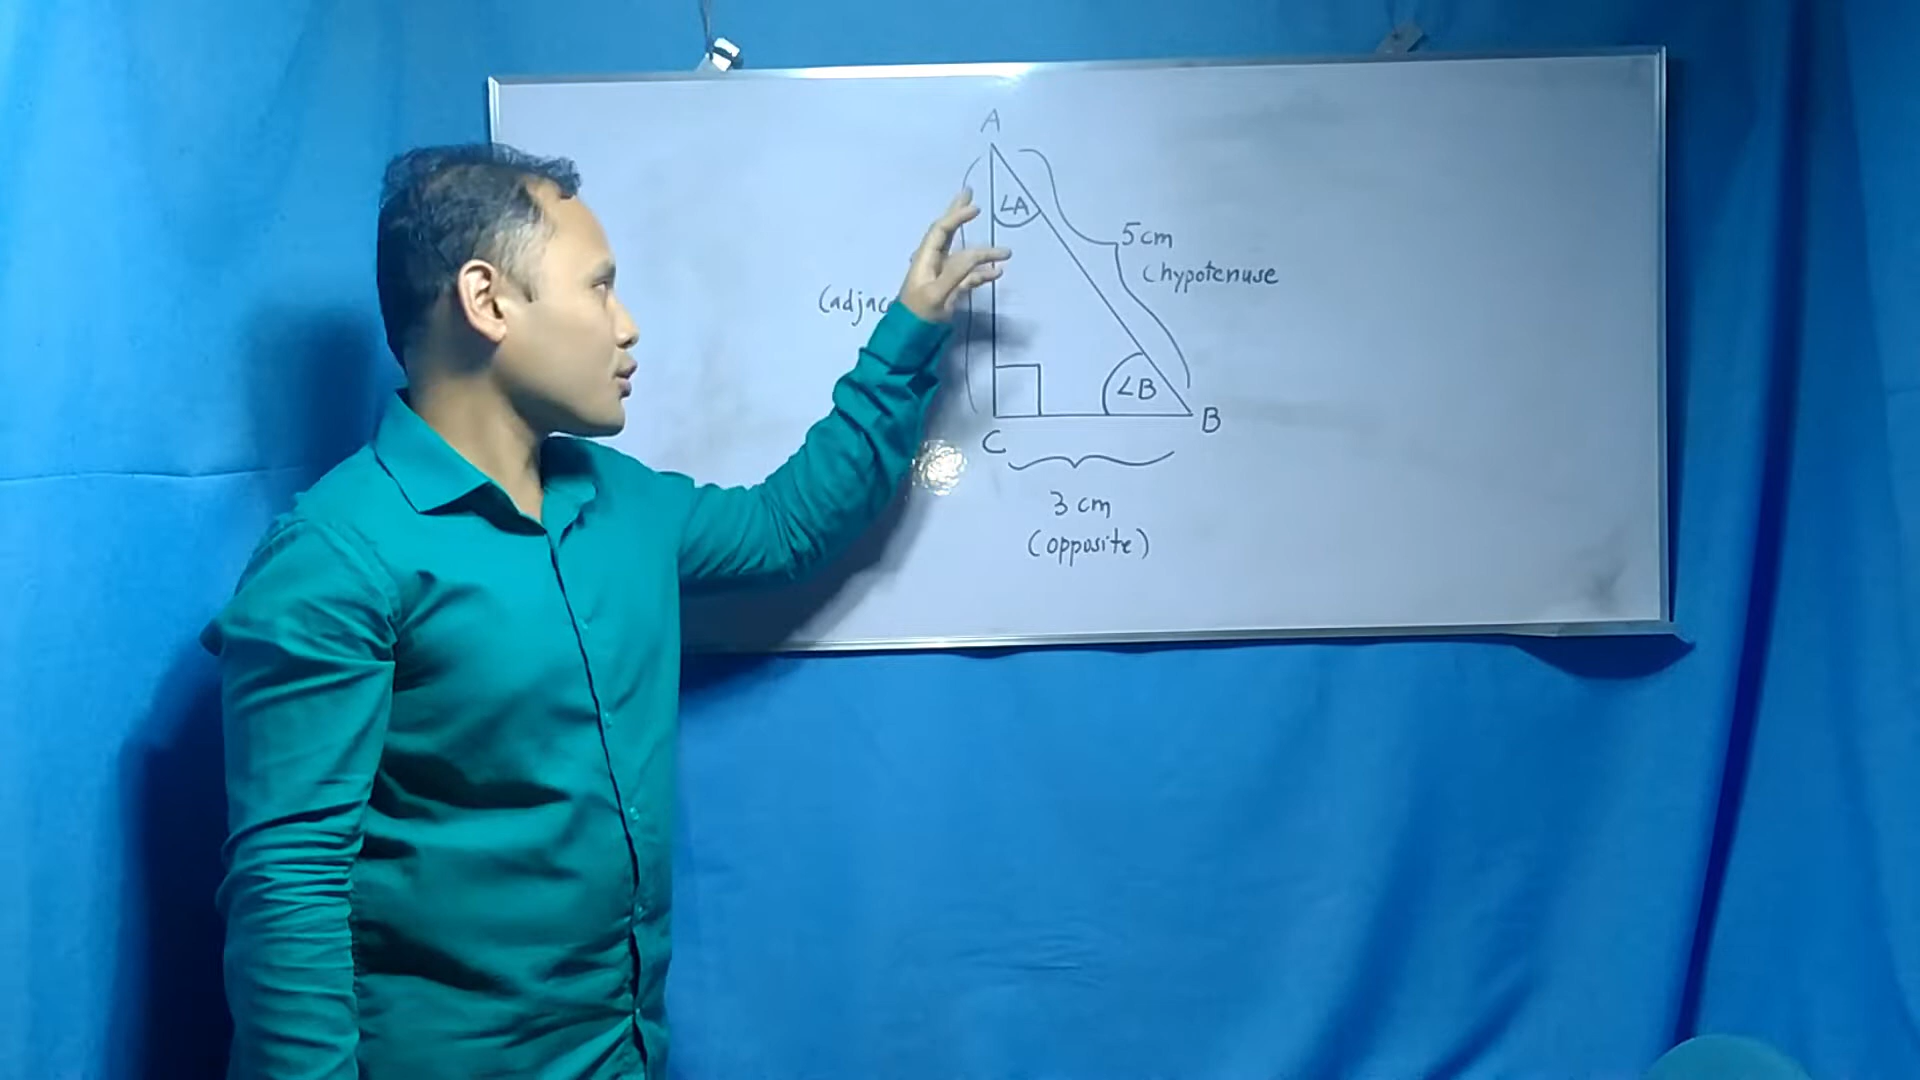 A
∠A
5 cm
(hypotenuse
(adjac
∠B
B
C
3 cm
(opposite)